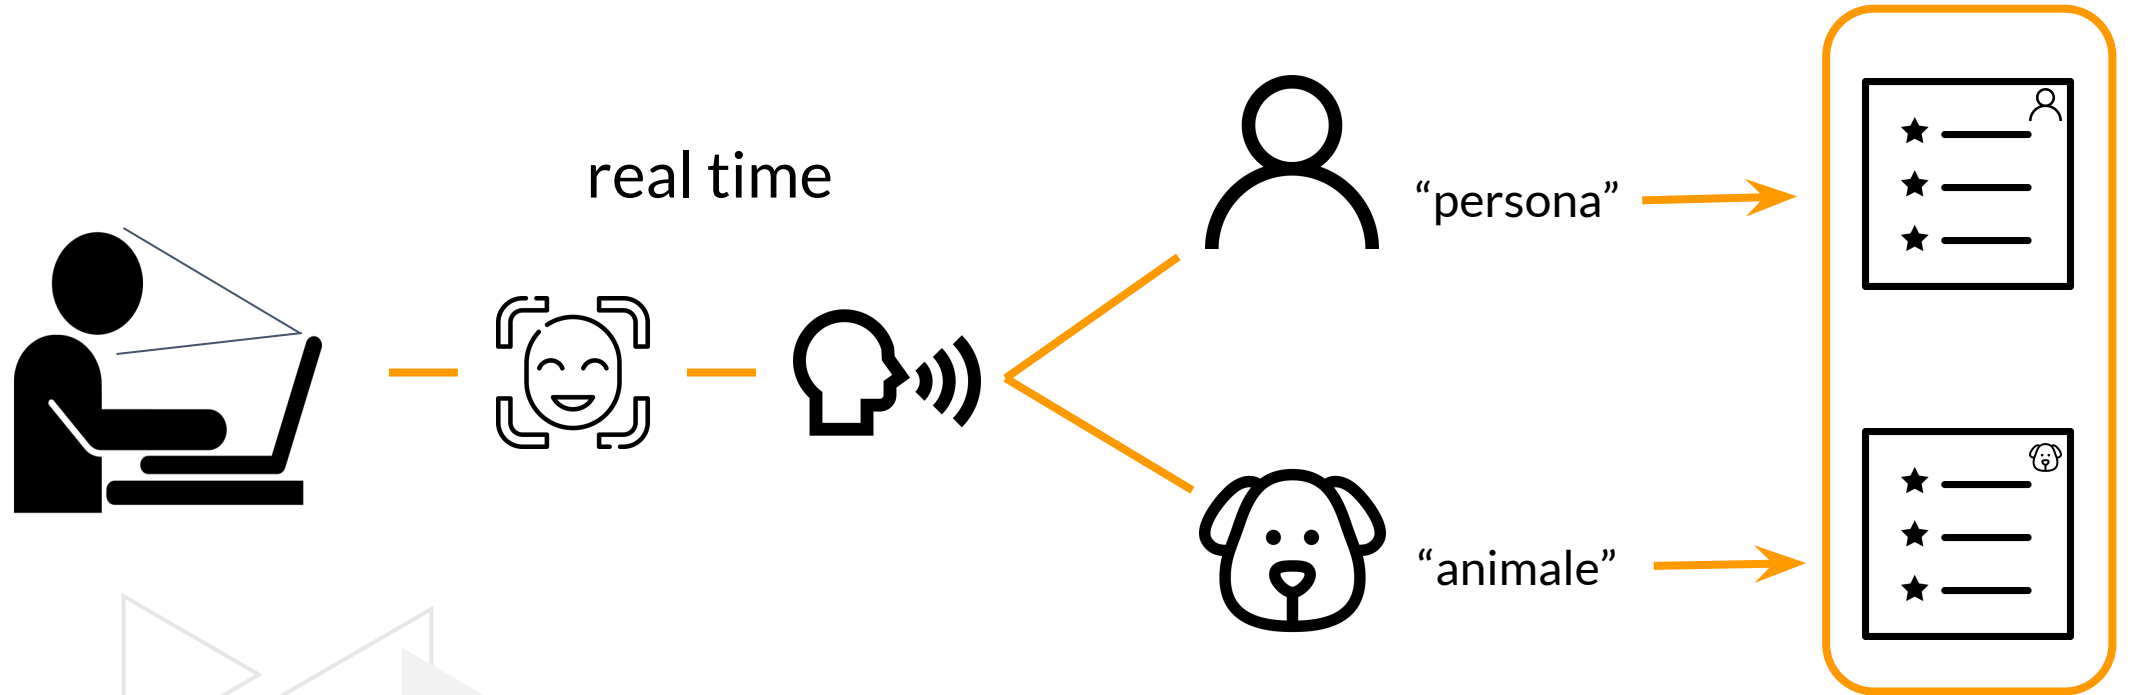 real time
“persona”
“animale”